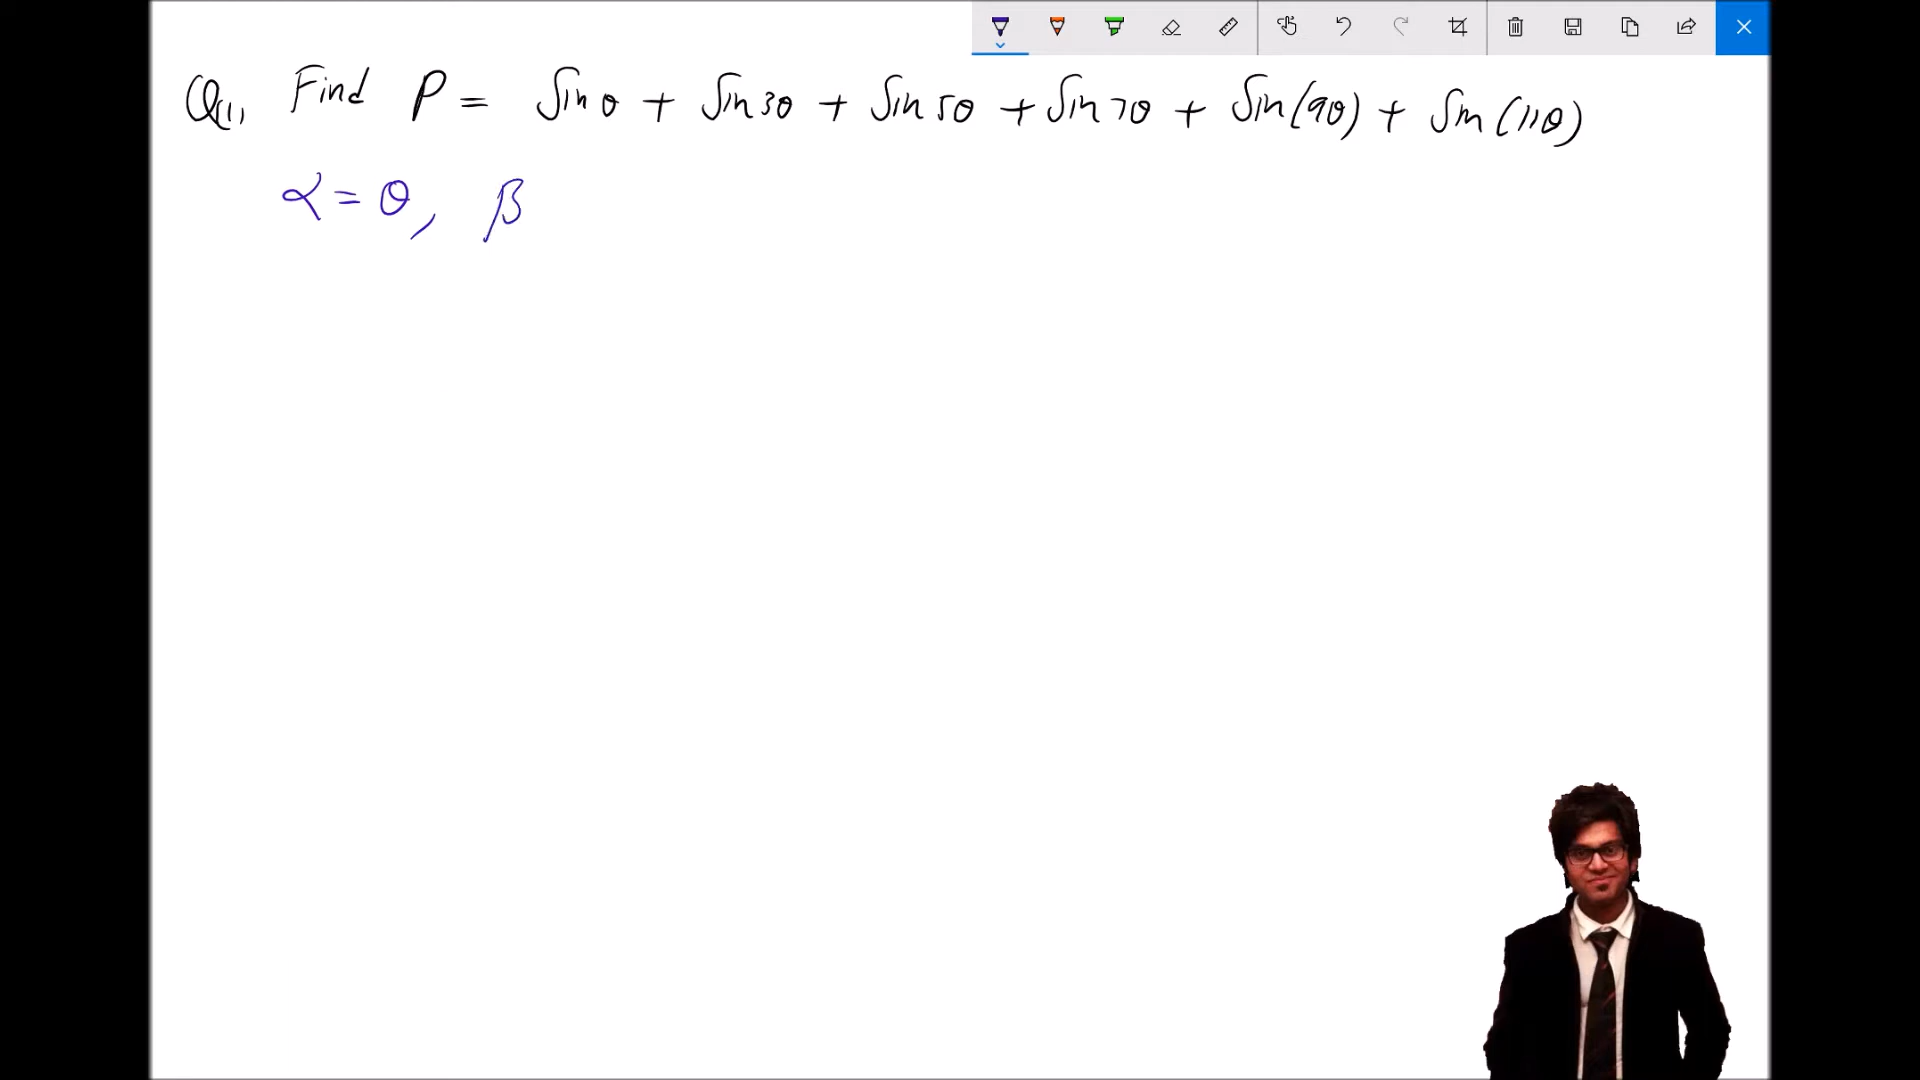 Q1, Find P = Sinθ + Sin3θ + Sin5θ + Sin7θ + Sin(9θ) + Sin(11θ)
α = θ, β